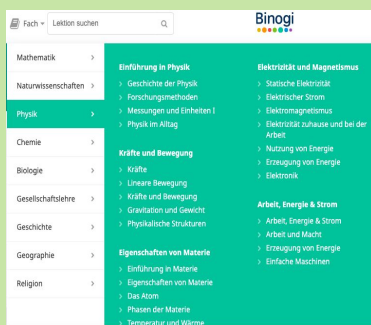 Fach
Lektion suchen
Binogi
Mathematik
Naturwissenschaften
Physik
Chemie
Biologie
Gesellschaftslehre
Geschichte
Geographie
Religion
Einführung in Physik
Geschichte der Physik
Forschungsmethoden
Messungen und Einheiten I
Physik im Alltag
Kräfte und Bewegung
Kräfte
Lineare Bewegung
Kräfte und Bewegung
Gravitation und Gewicht
Physikalische Strukturen
Eigenschaften von Materie
Einführung in Materie
Eigenschaften von Materie
Das Atom
Phasen der Materie
Temperatur und Wärme
Elektrizität und Magnetismus
Statische Elektrizität
Elektrischer Strom
Elektromagnetismus
Elektrizität zuhause und bei der
Arbeit
Nutzung von Energie
Erzeugung von Energie
Elektronik
Arbeit, Energie & Strom
Arbeit, Energie & Strom
Arbeit und Macht
Erzeugung von Energie
Einfache Maschinen